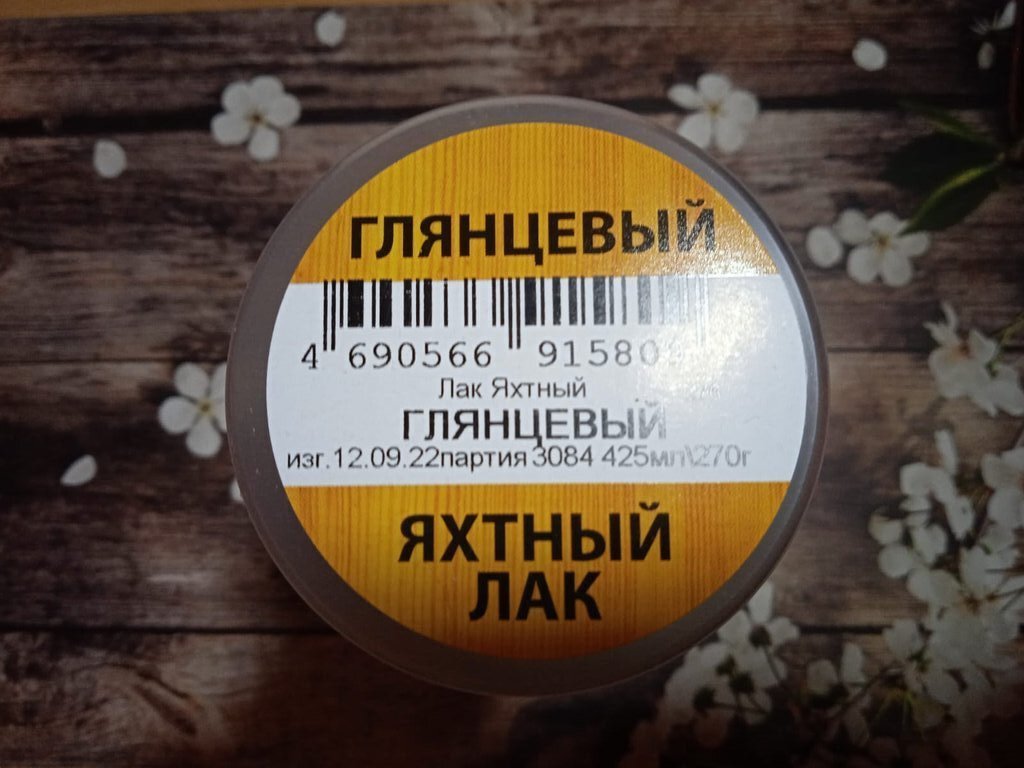 ГЛЯНЦЕВЫЙ
4 690566 91580
Лак Яхтный
ГЛЯНЦЕВЫЙ
изг.12.09.22партия 3084 425мл\270г
ЯХТНЫЙ
ЛАК